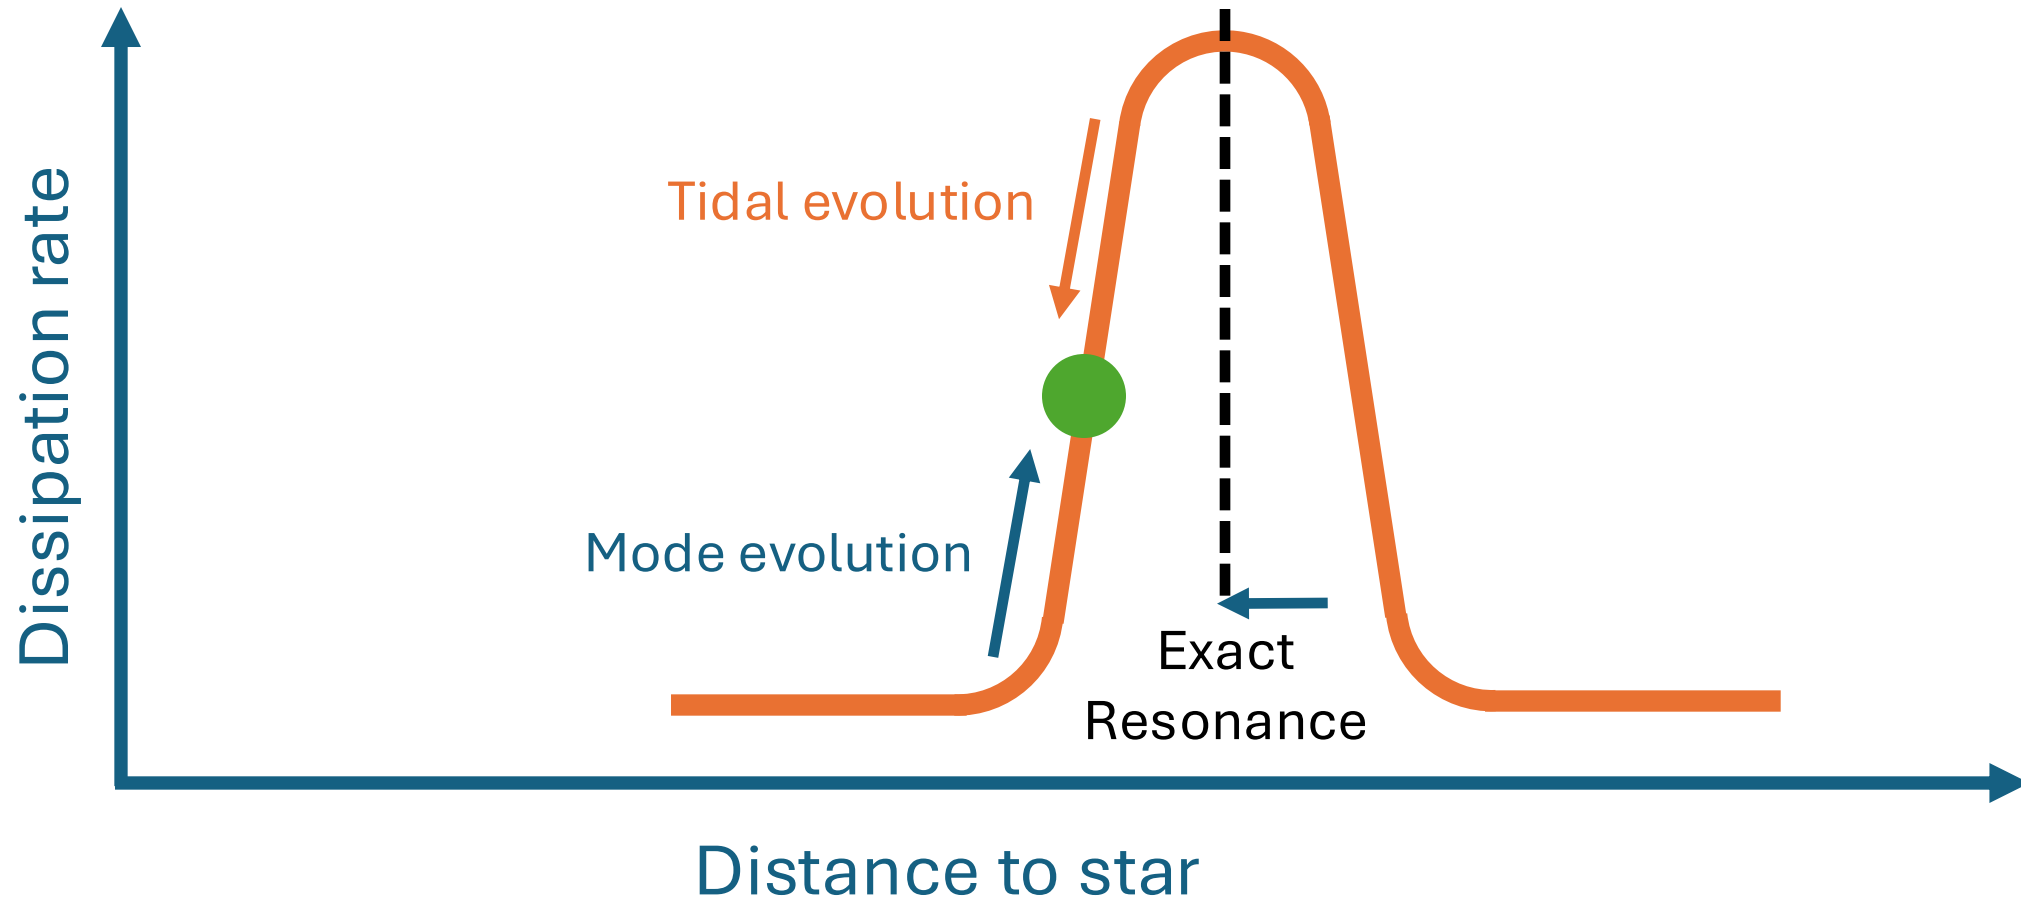 Dissipation rate
Tidal evolution
Mode evolution
Exact
Resonance
Distance to star